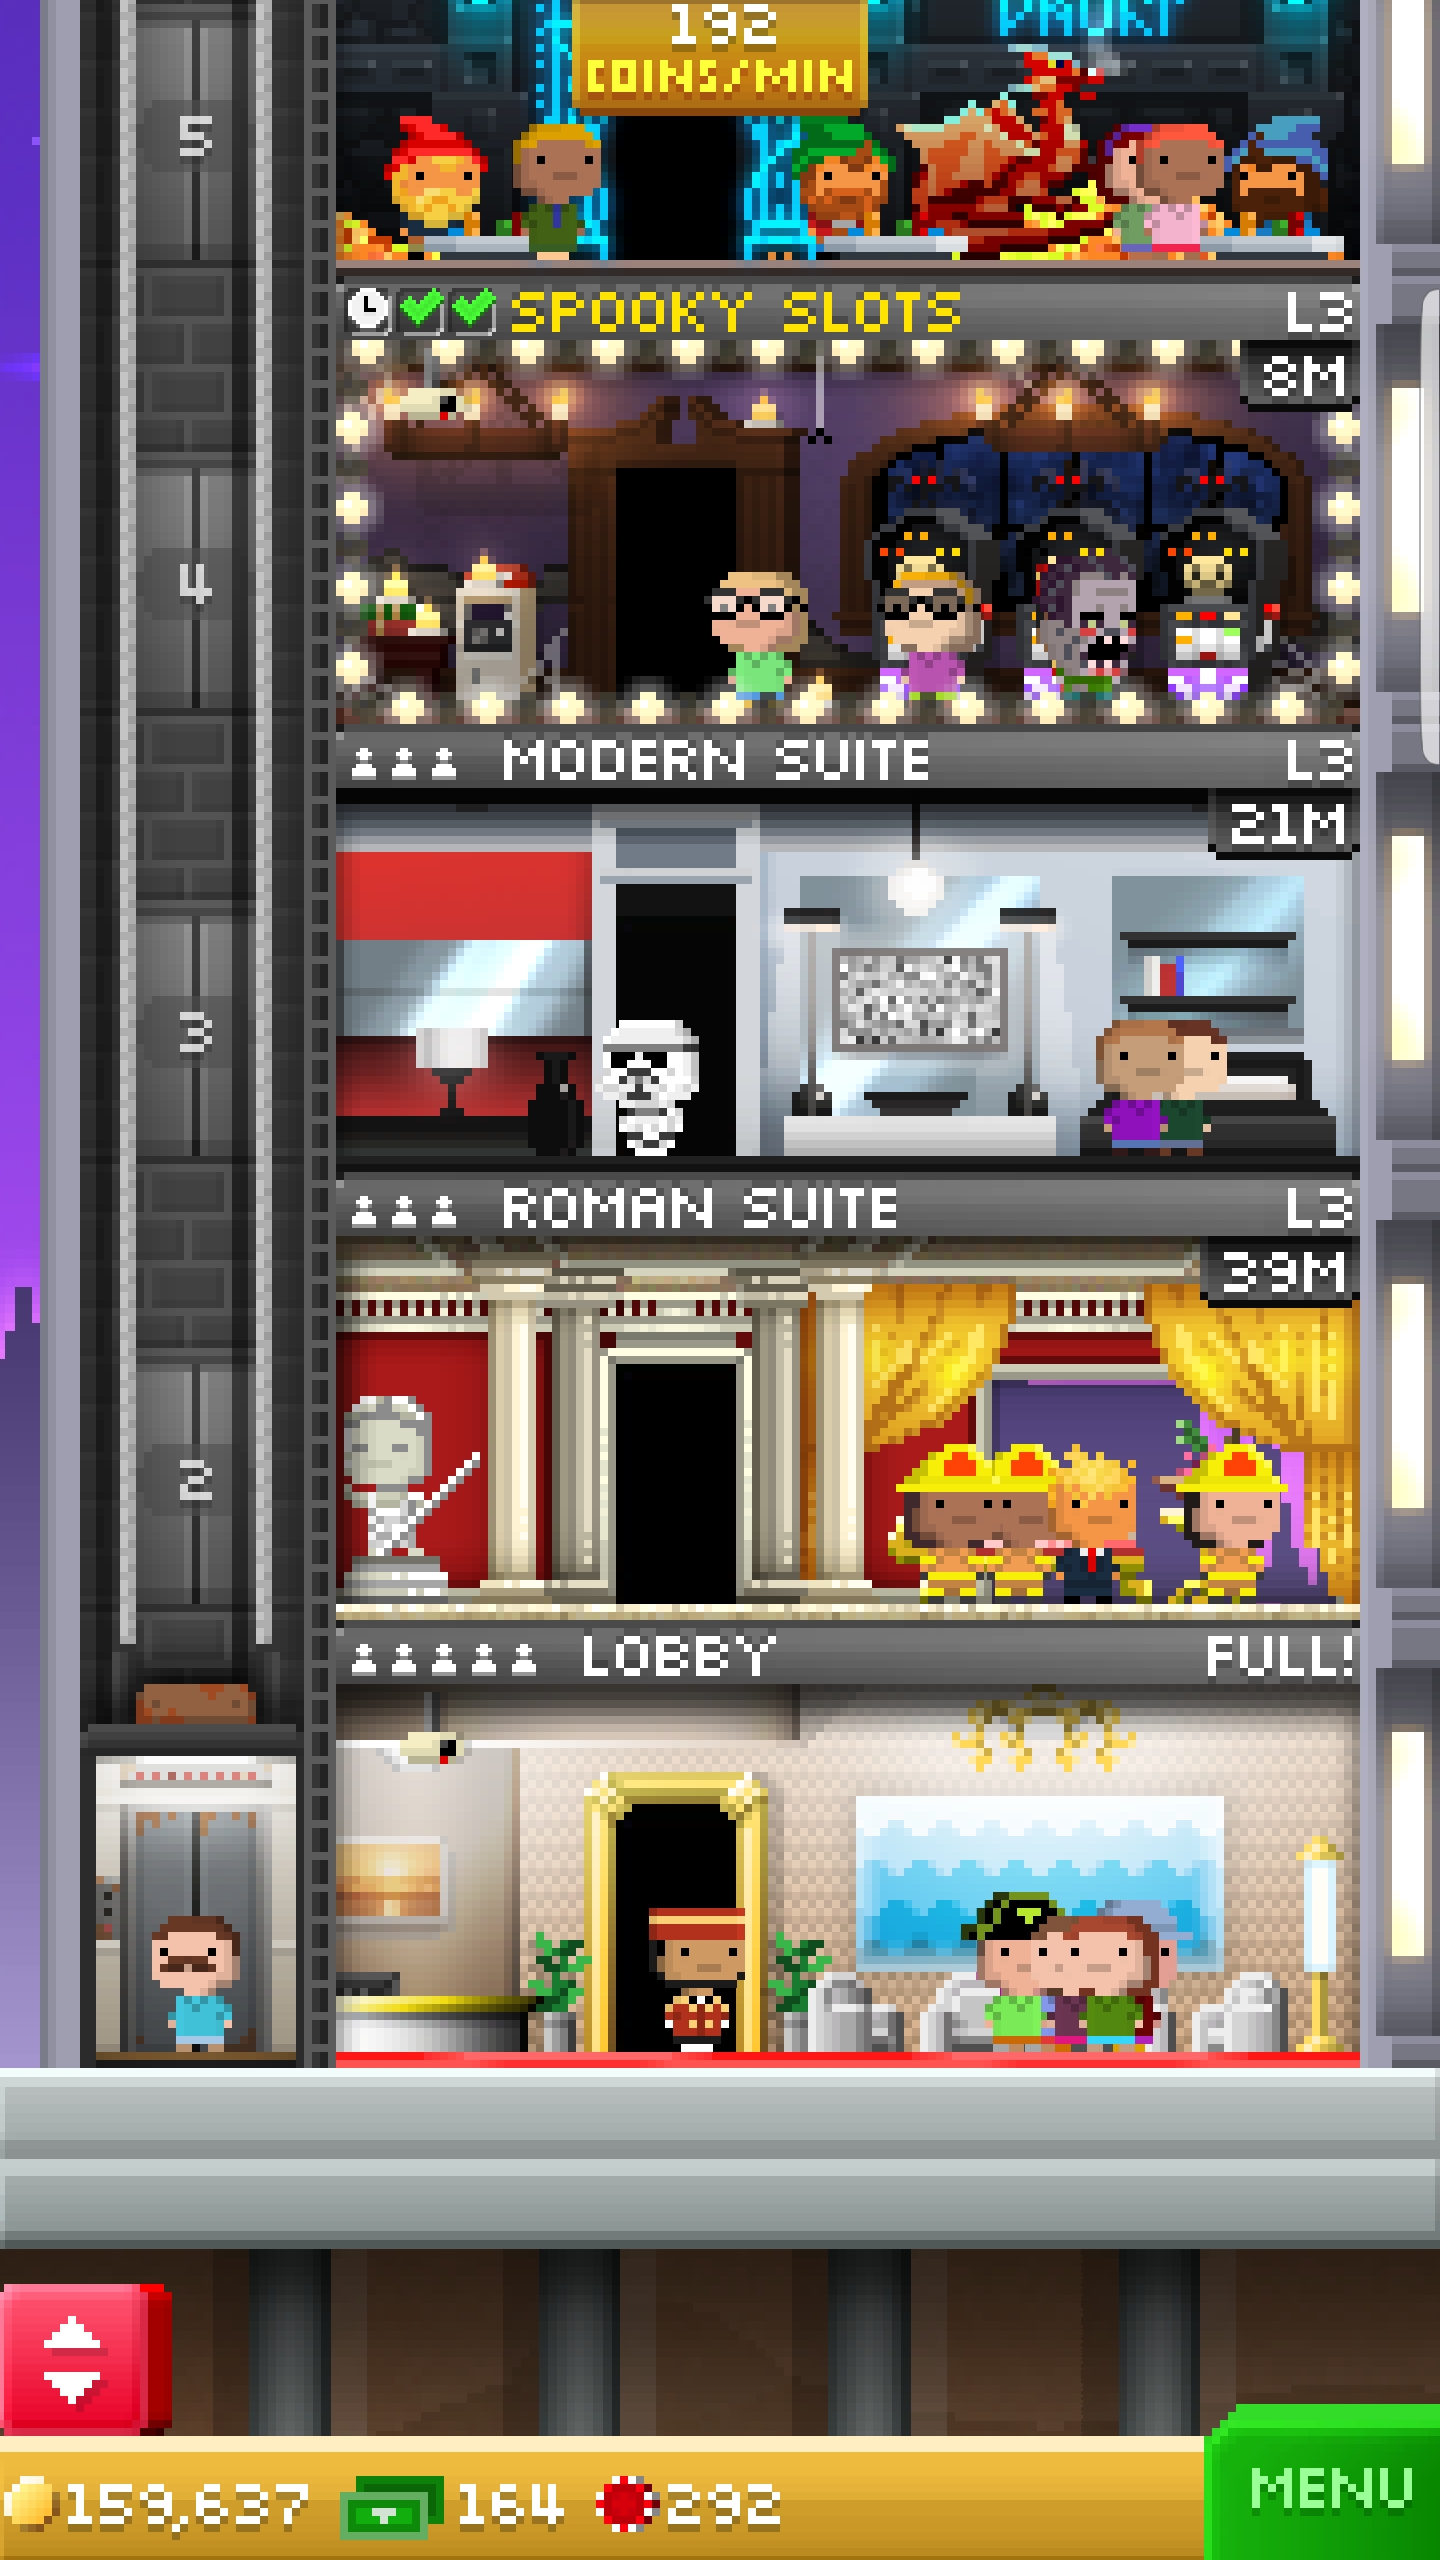 192
COINS/MIN
5
SPOOKY SLOTS L3
8M
4
MODERN SUITE L3
21M
3
ROMAN SUITE L3
39M
2
LOBBY FULL!
159,637 164 292
MENU